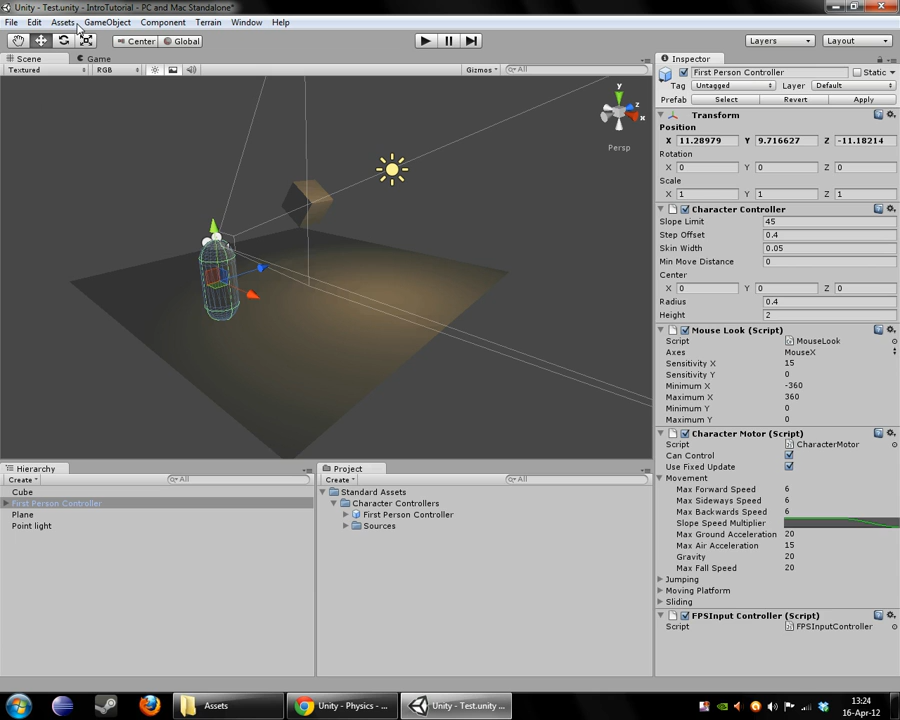 Unity - Test.unity - IntroTutorial - PC and Mac Standalone*
File Edit Assets GameObject Component Terrain Window Help
Center Global Layers Layout
Scene Game
Textured RGB Gizmos All
y
z
x
Persp
Inspector
First Person Controller Static
Tag Untagged Layer Default
Prefab Select Revert Apply
Transform
Position
X 11.28979 Y 9.716627 Z -11.18214
Rotation
X 0 Y 0 Z 0
Scale
X 1 Y 1 Z 1
Character Controller
Slope Limit 45
Step Offset 0.4
Skin Width 0.05
Min Move Distance 0
Center
X 0 Y 0 Z 0
Radius 0.4
Height 2
Mouse Look (Script)
Script MouseLook
Axes MouseX
Sensitivity X 15
Sensitivity Y 0
Minimum X -360
Maximum X 360
Minimum Y 0
Maximum Y 0
Character Motor (Script)
Script CharacterMotor
Can Control
Use Fixed Update
Movement
Max Forward Speed 6
Max Sideways Speed 6
Max Backwards Speed 6
Slope Speed Multiplier
Max Ground Acceleration 20
Max Air Acceleration 15
Gravity 20
Max Fall Speed 20
Jumping
Moving Platform
Sliding
FPSInput Controller (Script)
Script FPSInputController
Hierarchy
Create All
Cube
First Person Controller
Plane
Point light
Project
Create All
Standard Assets
Character Controllers
First Person Controller
Sources
Assets
Unity - Physics - ...
Unity - Test.unity ...
13:24
16-Apr-12